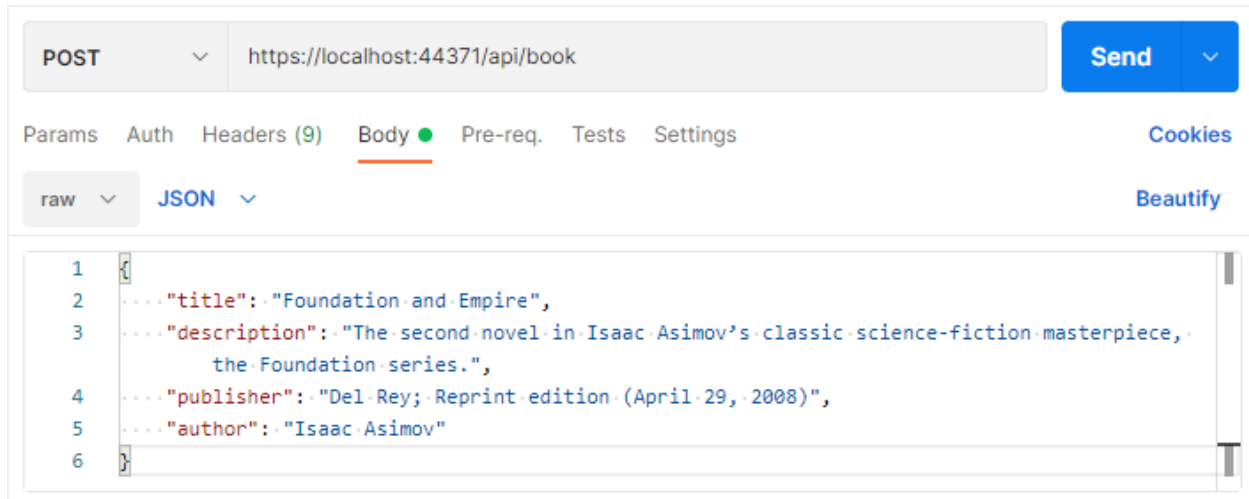 POST https://localhost:44371/api/book Send
Params Auth Headers (9) Body Pre-req. Tests Settings Cookies
raw JSON Beautify
1 {
2 "title": "Foundation and Empire",
3 "description": "The second novel in Isaac Asimov’s classic science-fiction masterpiece,
the Foundation series.",
4 "publisher": "Del Rey; Reprint edition (April 29, 2008)",
5 "author": "Isaac Asimov"
6 }